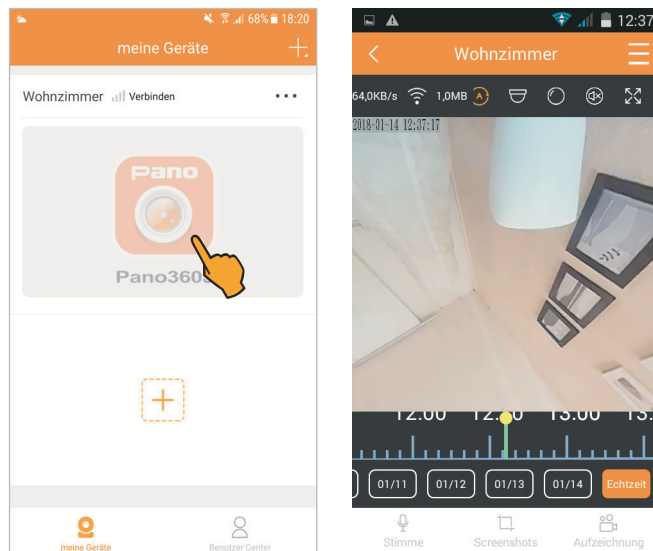 68% 18:20
meine Geräte
Wohnzimmer Verbinden
Pano
meine Geräte
Benutzer Center
12:37
Wohnzimmer
64,0KB/s 1,0MB A
2018-01-14 12:37:17
12:00 13:00
01/11 01/12 01/13 01/14 Echtzeit
Stimme Screenshots Aufzeichnung